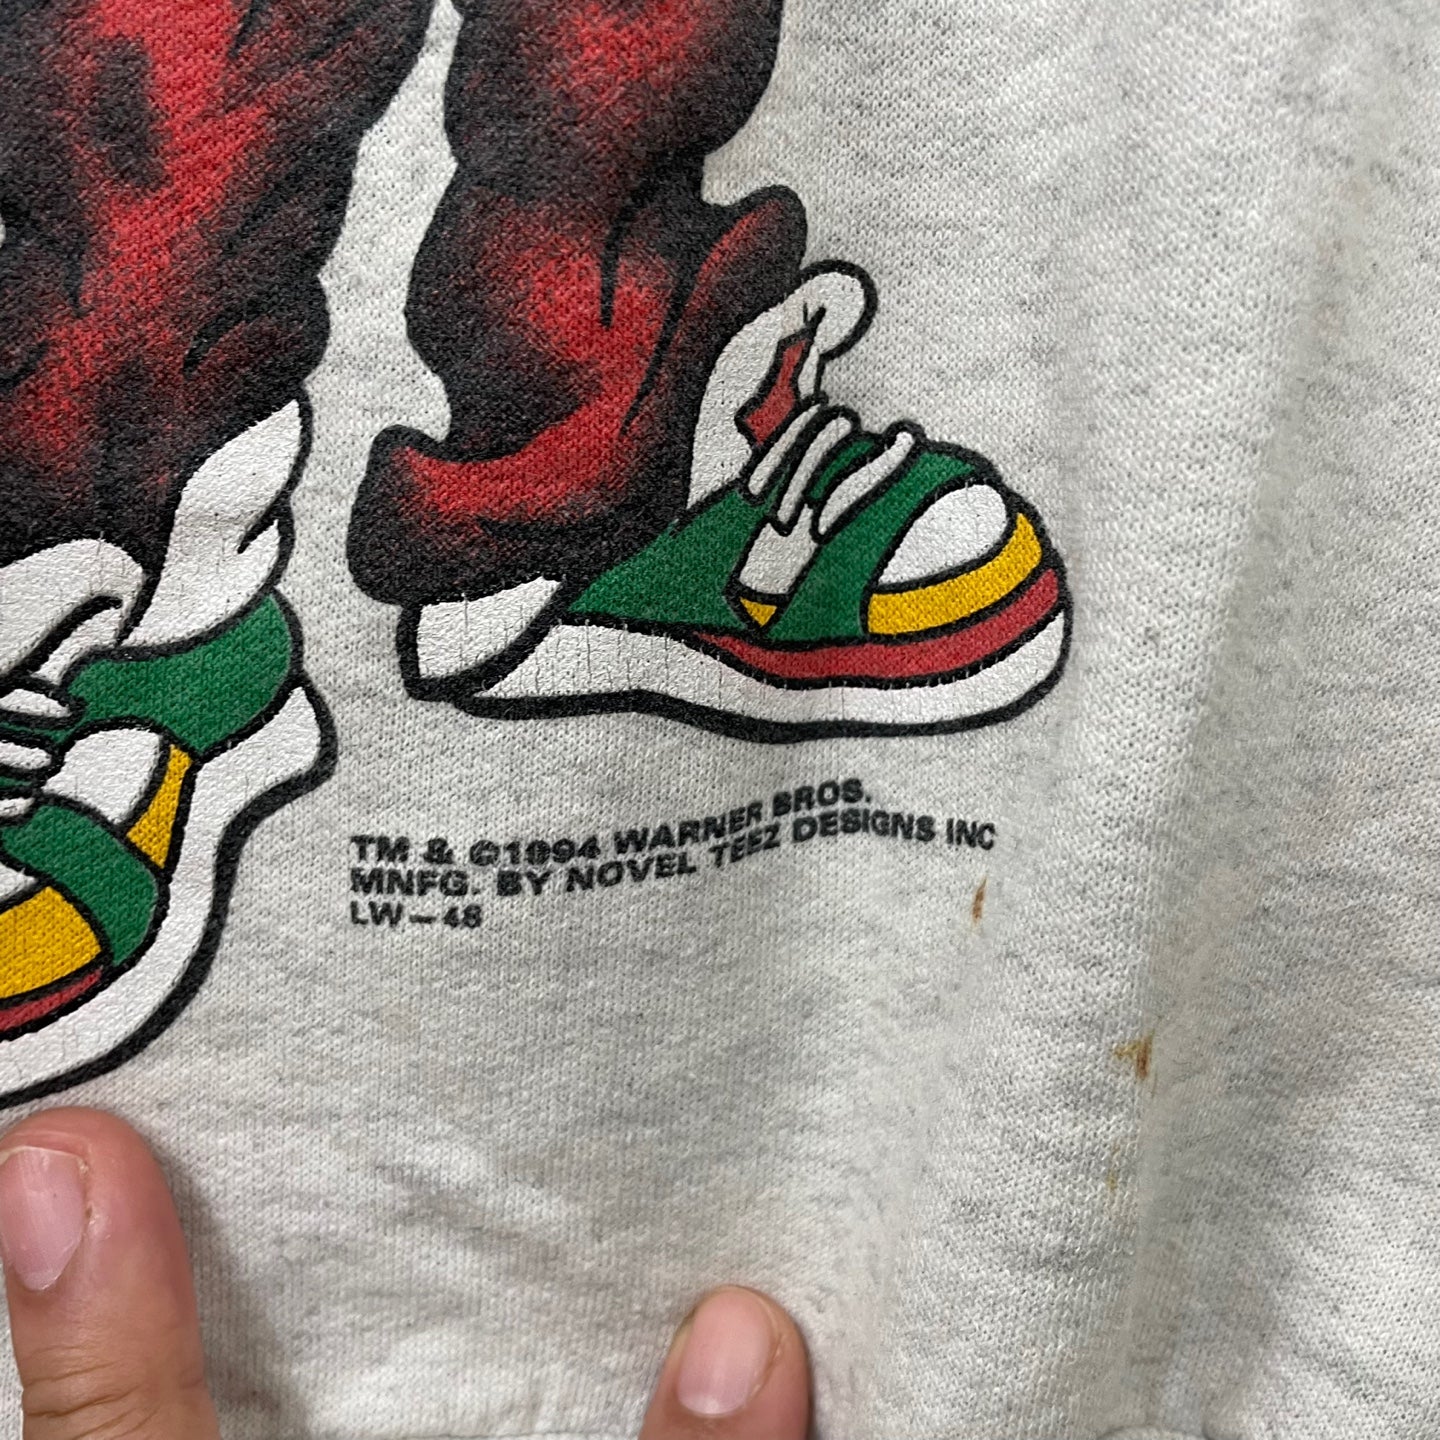 TM & ©1994 WARNER BROS.
MNFG. BY NOVEL TEEZ DESIGNS INC
LW-48